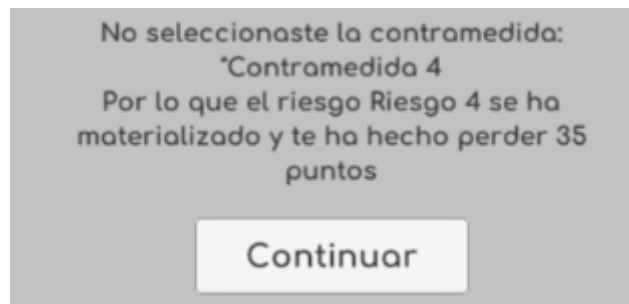 No seleccionaste la contramedida:
"Contramedida 4
Por lo que el riesgo Riesgo 4 se ha
materializado y te ha hecho perder 35
puntos
Continuar